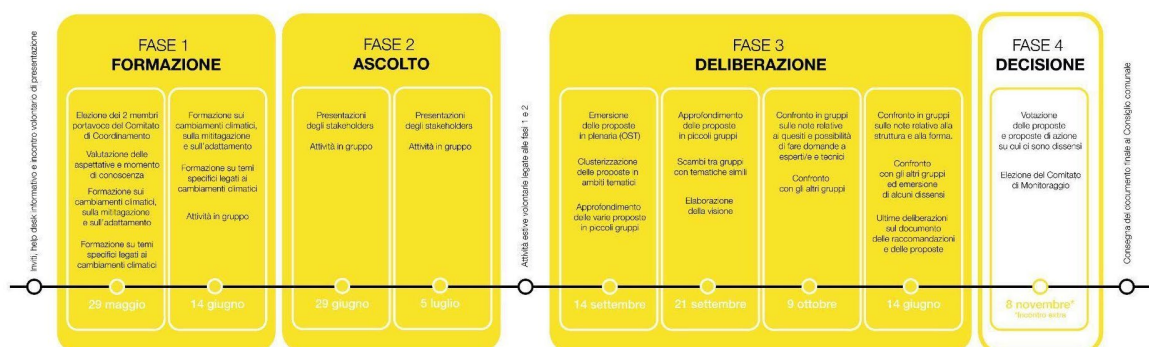 Inviti, help desk informativo e incontro volontario di presentazione
FASE 1
FORMAZIONE
Elezione dei 2 membri
portavoce del Comitato
di Coordinamento
Valutazione delle
aspettative e momento
di conoscenza
Formazione sui
cambiamenti climatici,
sulla mititagazione
e sull'adattamento
Formazione su temi
specifici legati ai
cambiamenti climatici
29 maggio
Formazione sui
cambiamenti climatici,
sulla mititagazione
e sull'adattamento
Formazione su temi
specifici legati ai
cambiamenti climatici
Attività in gruppo
14 giugno
FASE 2
ASCOLTO
Presentazioni
degli stakeholders
Attività in gruppo
29 giugno
Presentazioni
degli stakeholders
Attività in gruppo
5 luglio
Attività estive volontarie legate alle fasi 1 e 2
FASE 3
DELIBERAZIONE
Emersione
delle proposte
in plenaria (OST)
Clusterizzazione
delle proposte in
ambiti tematici
Approfondimento
delle varie proposte
in piccoli gruppi
14 settembre
Approfondimento
delle proposte
in piccoli gruppi
Scambi tra gruppi
con tematiche simili
Elaborazione
della visione
21 settembre
Confronto in gruppi
sulle note relative
ai quesiti e possibilità
di fare domande a
esperti/e e tecnici
Confronto
con gli altri gruppi
9 ottobre
Confronto in gruppi
sulle note relative alla
struttura e alla forma.
Confronto
con gli altri gruppi
ed emersione
di alcuni dissensi
Ultime deliberazioni
sul documento
delle raccomandazioni
e delle proposte
14 giugno
FASE 4
DECISIONE
Votazione
delle proposte
e proposte di azione
su cui ci sono dissensi
Elezione del Comitato
di Monitoraggio
8 novembre*
*Incontro extra
Consegna del documento finale al Consiglio comunale